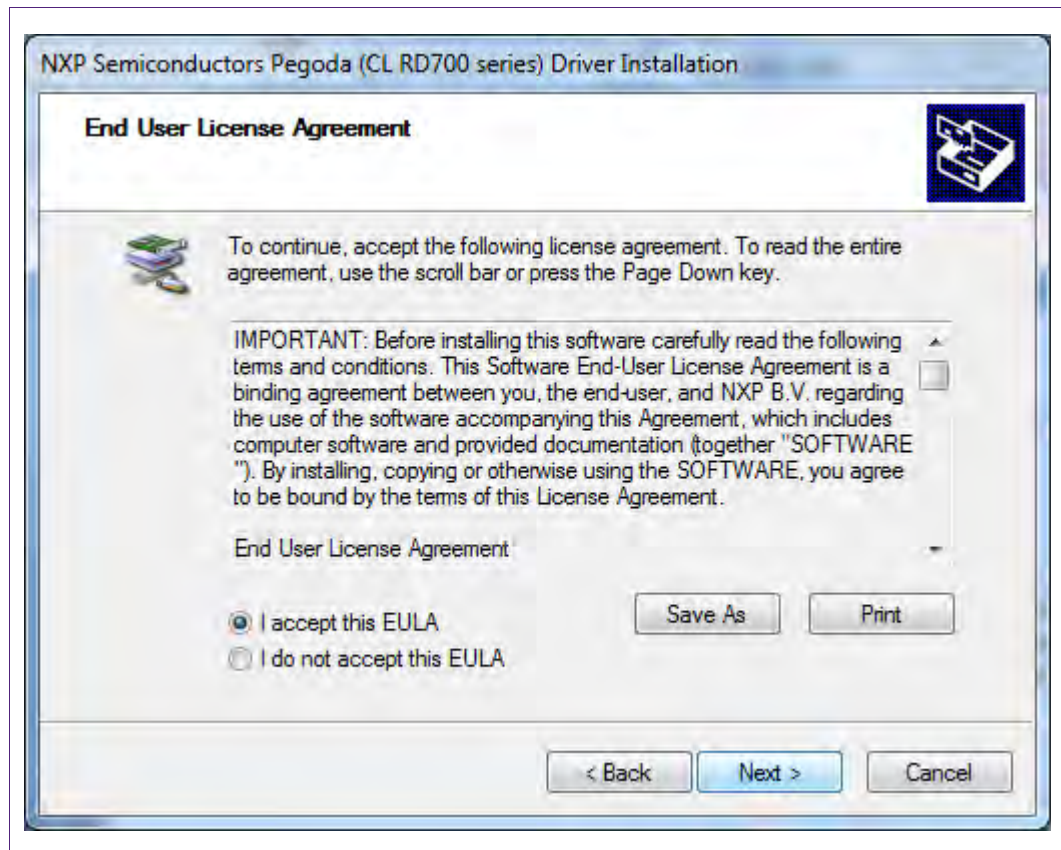 NXP Semiconductors Pegoda (CL RD700 series) Driver Installation
End User License Agreement
To continue, accept the following license agreement. To read the entire
agreement, use the scroll bar or press the Page Down key.
IMPORTANT: Before installing this software carefully read the following
terms and conditions. This Software End-User License Agreement is a
binding agreement between you, the end-user, and NXP B.V. regarding
the use of the software accompanying this Agreement, which includes
computer software and provided documentation (together "SOFTWARE
"). By installing, copying or otherwise using the SOFTWARE, you agree
to be bound by the terms of this License Agreement.
End User License Agreement
Save As
Print
I accept this EULA
I do not accept this EULA
< Back
Next >
Cancel